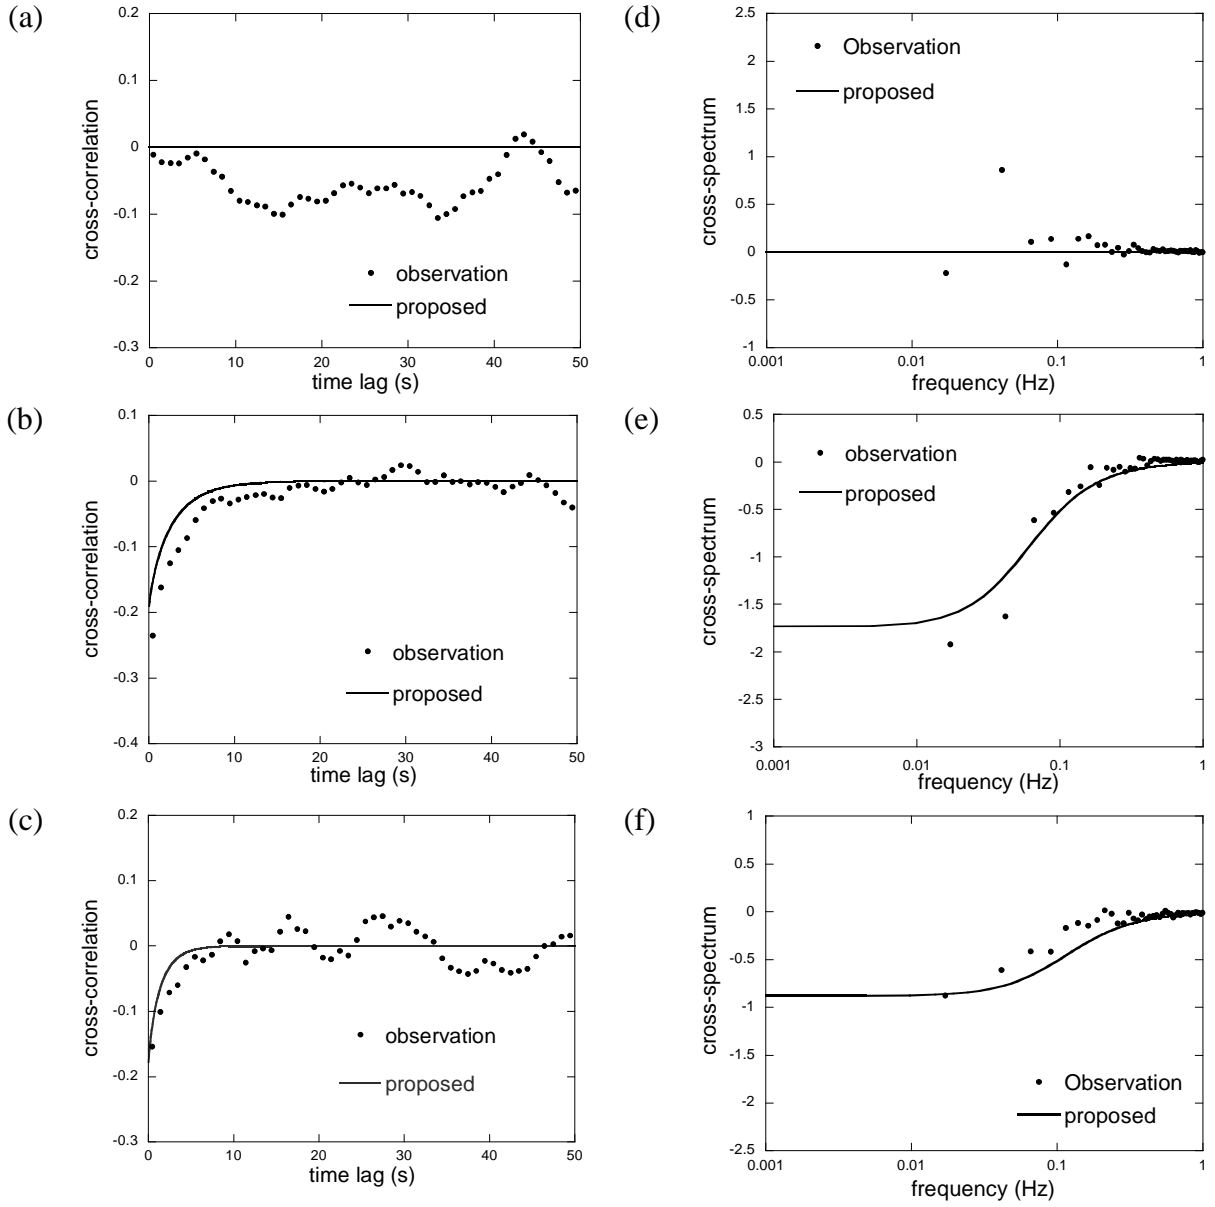 (a)
0.2
0.1
0
-0.1
-0.2
-0.3
cross-correlation
observation
proposed
0 10 20 30 40 50
time lag (s)
(d)
2.5
2
1.5
1
0.5
0
-0.5
-1
cross-spectrum
Observation
proposed
0.001 0.01 0.1 1
frequency (Hz)
(b)
0.1
0
-0.1
-0.2
-0.3
-0.4
cross-correlation
observation
proposed
0 10 20 30 40 50
time lag (s)
(e)
0.5
0
-0.5
-1
-1.5
-2
-2.5
-3
cross-spectrum
observation
proposed
0.001 0.01 0.1 1
frequency (Hz)
(c)
0.2
0.1
0
-0.1
-0.2
-0.3
cross-correlation
observation
proposed
0 10 20 30 40 50
time lag (s)
(f)
1
0.5
0
-0.5
-1
-1.5
-2
-2.5
cross-spectrum
Observation
proposed
0.001 0.01 0.1 1
frequency (Hz)